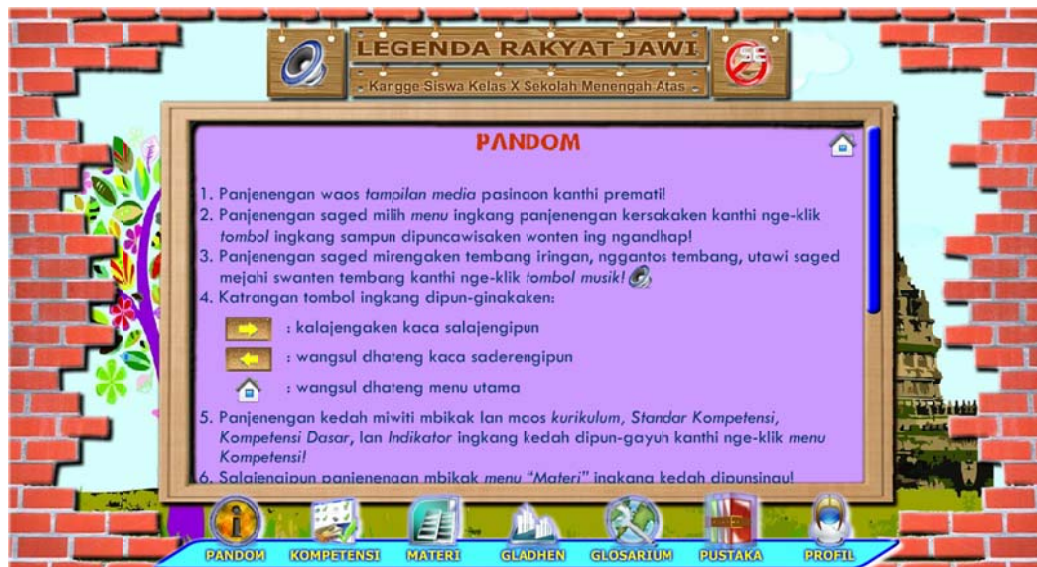 LEGENDA RAKYAT JAWI
Kargge Siswa Kelas X Sekolah Menengah Atas
PANDOM
1. Panjenengan waos tampilan media pasinaon kanthi premati!
2. Panjenengan saged milih menu ingkang panjenengan kersakaken kanthi nge-klik
tombol ingkang sampun dipuncawisaken wonten ing ngandhap!
3. Panjenengan saged mirengaken tembang iringan, nggantos tembang, utawi saged
mejahi swanten tembang kanthi nge-klik tombol musik!
4. Katrongan tombol ingkang dipun-ginakaken:
: kalajengaken kaca salajengipun
: wangsul dhateng kaca saderengipun
: wangsul dhateng menu utama
5. Panjenengan kedah miwiti mbikak lan maos kurikulum, Standar Kompetensi,
Kompetensi Dasar, lan Indikator ingkang kedah dipun-gayuh kanthi nge-klik menu
Kompetensi!
6. Salajengipun panjenengan mbikak menu "Materi" ingkang kedah dipunsinau!
PANDOM KOMPETENSI MATERI GLADHEN GLOSARIUM PUSTAKA PROFIL